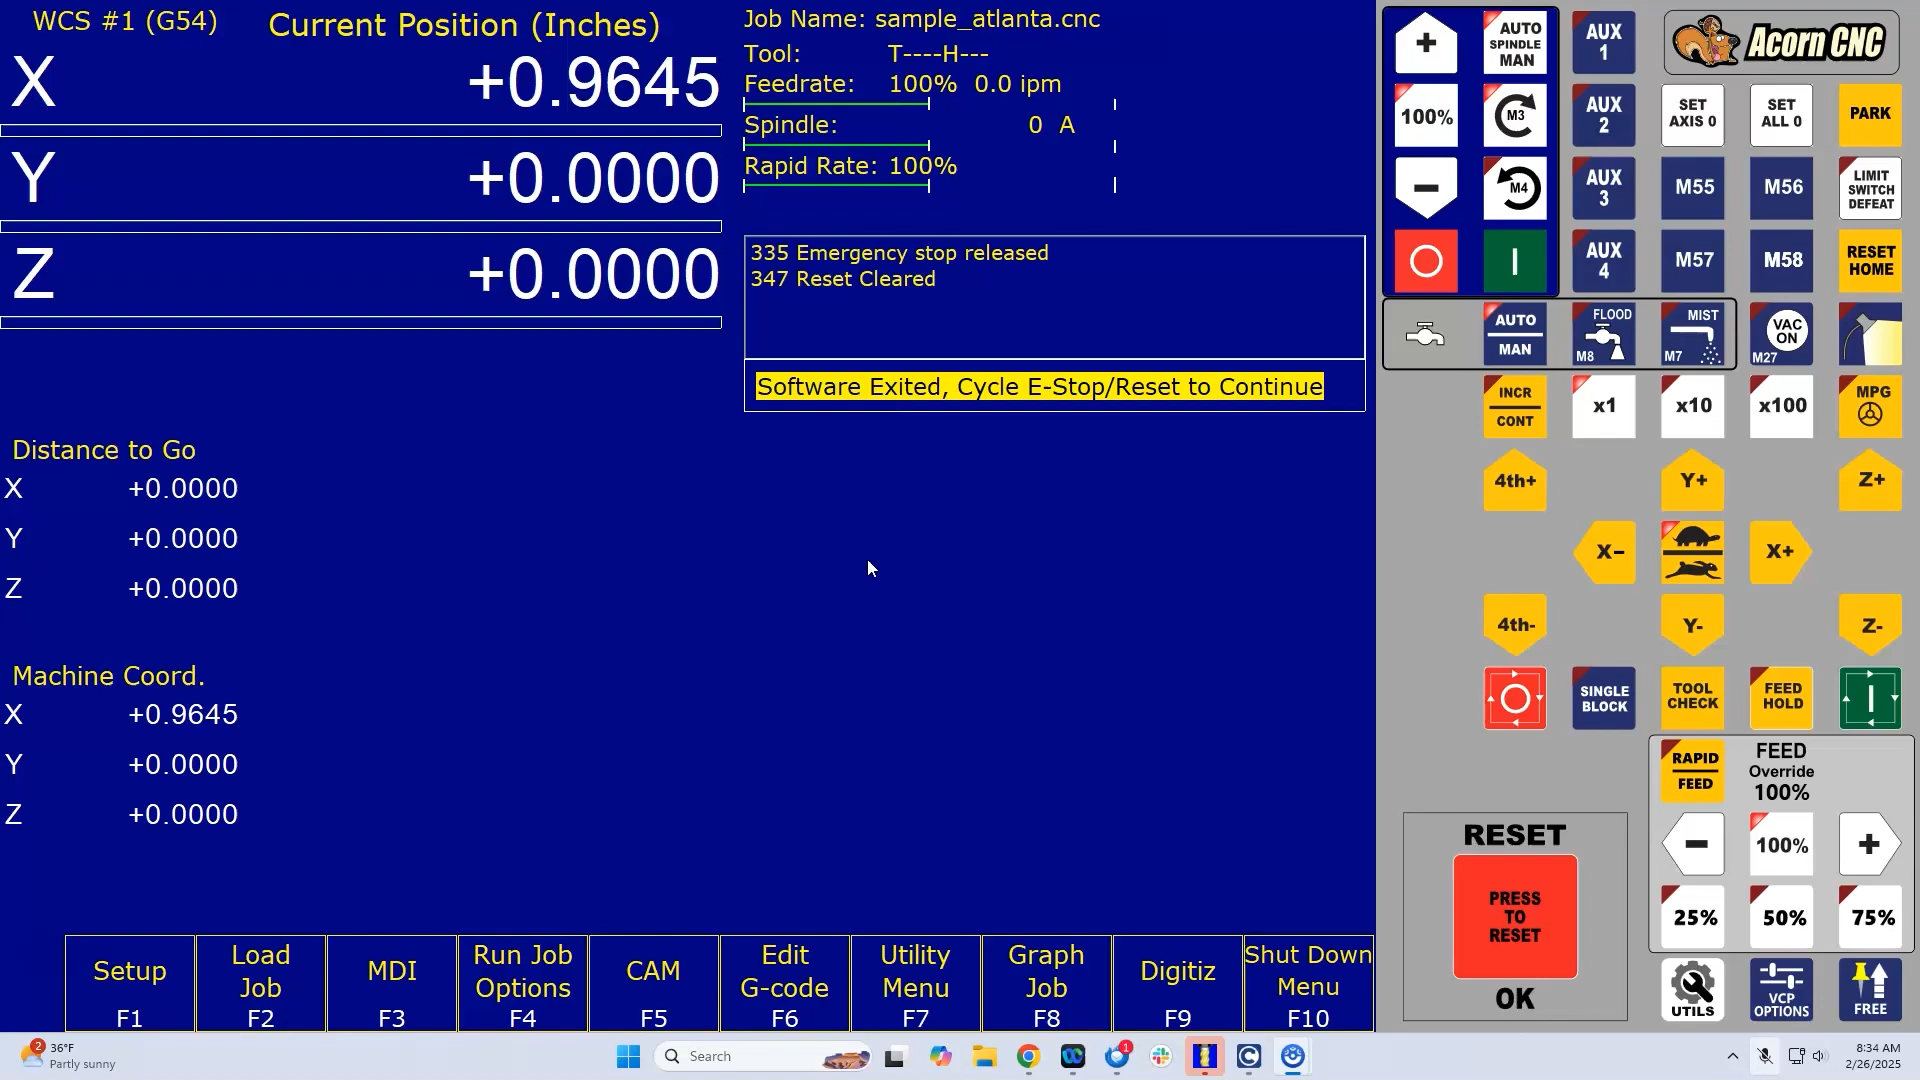 WCS #1 (G54)
Current Position (Inches)
X +0.9645
Y +0.0000
Z +0.0000
Job Name: sample_atlanta.cnc
Tool: T----H---
Feedrate: 100% 0.0 ipm
Spindle: 0 A
Rapid Rate: 100%
335 Emergency stop released
347 Reset Cleared
Software Exited, Cycle E-Stop/Reset to Continue
Distance to Go
X +0.0000
Y +0.0000
Z +0.0000
Machine Coord.
X +0.9645
Y +0.0000
Z +0.0000
Setup
F1
Load
Job
F2
MDI
F3
Run Job
Options
F4
CAM
F5
Edit
G-code
F6
Utility
Menu
F7
Graph
Job
F8
Digitiz
F9
Shut Down
Menu
F10
+
AUTO
SPINDLE
MAN
AUX
1
Acorn CNC
100%
M3
AUX
2
SET
AXIS 0
SET
ALL 0
PARK
−
M4
AUX
3
M55
M56
LIMIT
SWITCH
DEFEAT
AUX
4
M57
M58
RESET
HOME
AUTO
MAN
FLOOD
M8
MIST
M7
VAC
ON
M27
INCR
CONT
x1
x10
x100
MPG
4th+
Y+
Z+
X−
X+
4th-
Y-
Z-
SINGLE
BLOCK
TOOL
CHECK
FEED
HOLD
RAPID
FEED
FEED
Override
100%
−
100%
+
25%
50%
75%
RESET
PRESS
TO
RESET
OK
UTILS
VCP
OPTIONS
FREE
2
36°F
Partly sunny
Search
1
8:34 AM
2/26/2025